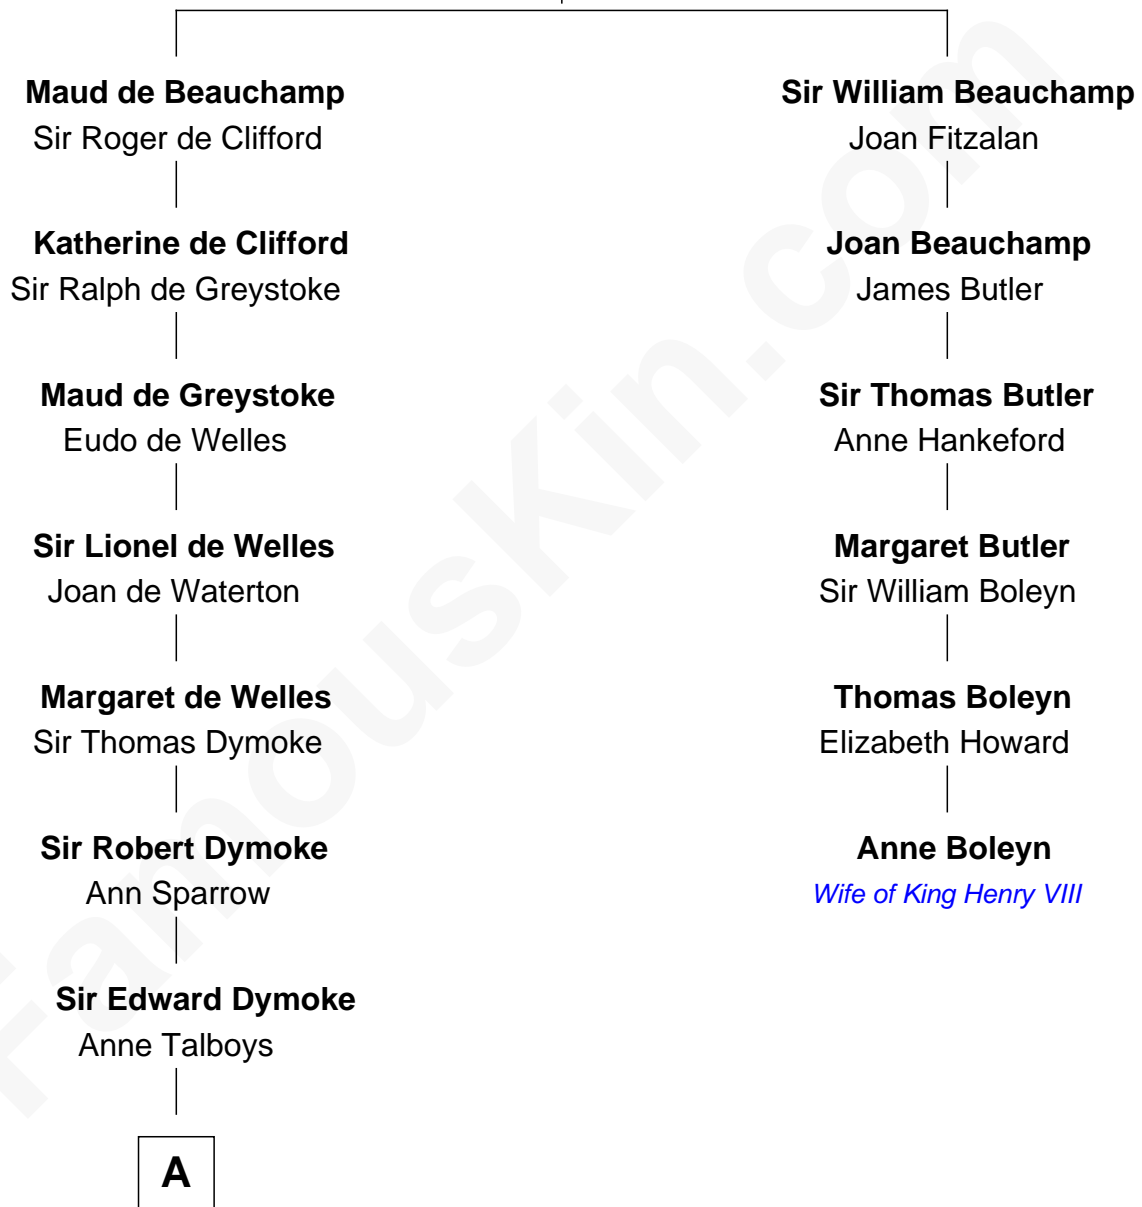 Maud de Beauchamp
Sir Roger de Clifford
Katherine de Clifford
Sir Ralph de Greystoke
Maud de Greystoke
Eudo de Welles
Sir Lionel de Welles
Joan de Waterton
Margaret de Welles
Sir Thomas Dymoke
Sir Robert Dymoke
Ann Sparrow
Sir Edward Dymoke
Anne Talboys
A
Sir William Beauchamp
Joan Fitzalan
Joan Beauchamp
James Butler
Sir Thomas Butler
Anne Hankeford
Margaret Butler
Sir William Boleyn
Thomas Boleyn
Elizabeth Howard
Anne Boleyn
Wife of King Henry VIII
FamousKin.com